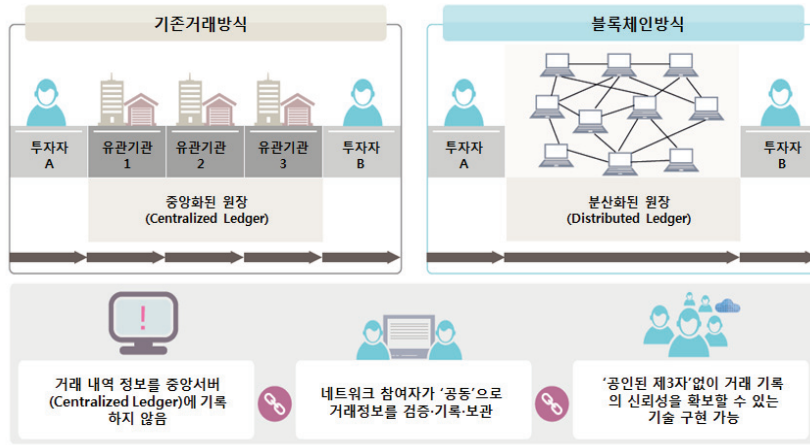 기존거래방식
투자자
A
유관기관
1
유관기관
2
유관기관
3
투자자
B
중앙화된 원장
(Centralized Ledger)
블록체인방식
투자자
A
투자자
B
분산화된 원장
(Distributed Ledger)
!
거래 내역 정보를 중앙서버
(Centralized Ledger)에 기록
하지 않음
네트워크 참여자가 ‘공동’으로
거래정보를 검증·기록·보관
‘공인된 제3자’없이 거래 기록
의 신뢰성을 확보할 수 있는
기술 구현 가능